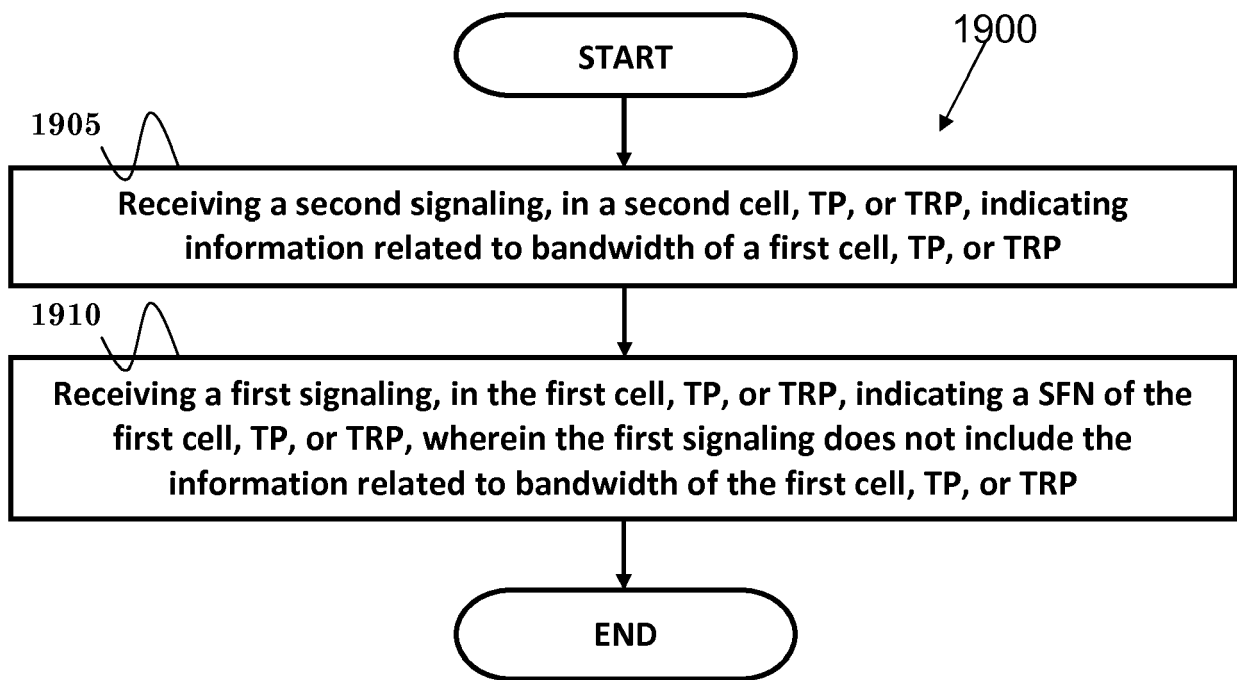 START
1900
1905
Receiving a second signaling, in a second cell, TP, or TRP, indicating
information related to bandwidth of a first cell, TP, or TRP
1910
Receiving a first signaling, in the first cell, TP, or TRP, indicating a SFN of the
first cell, TP, or TRP, wherein the first signaling does not include the
information related to bandwidth of the first cell, TP, or TRP
END